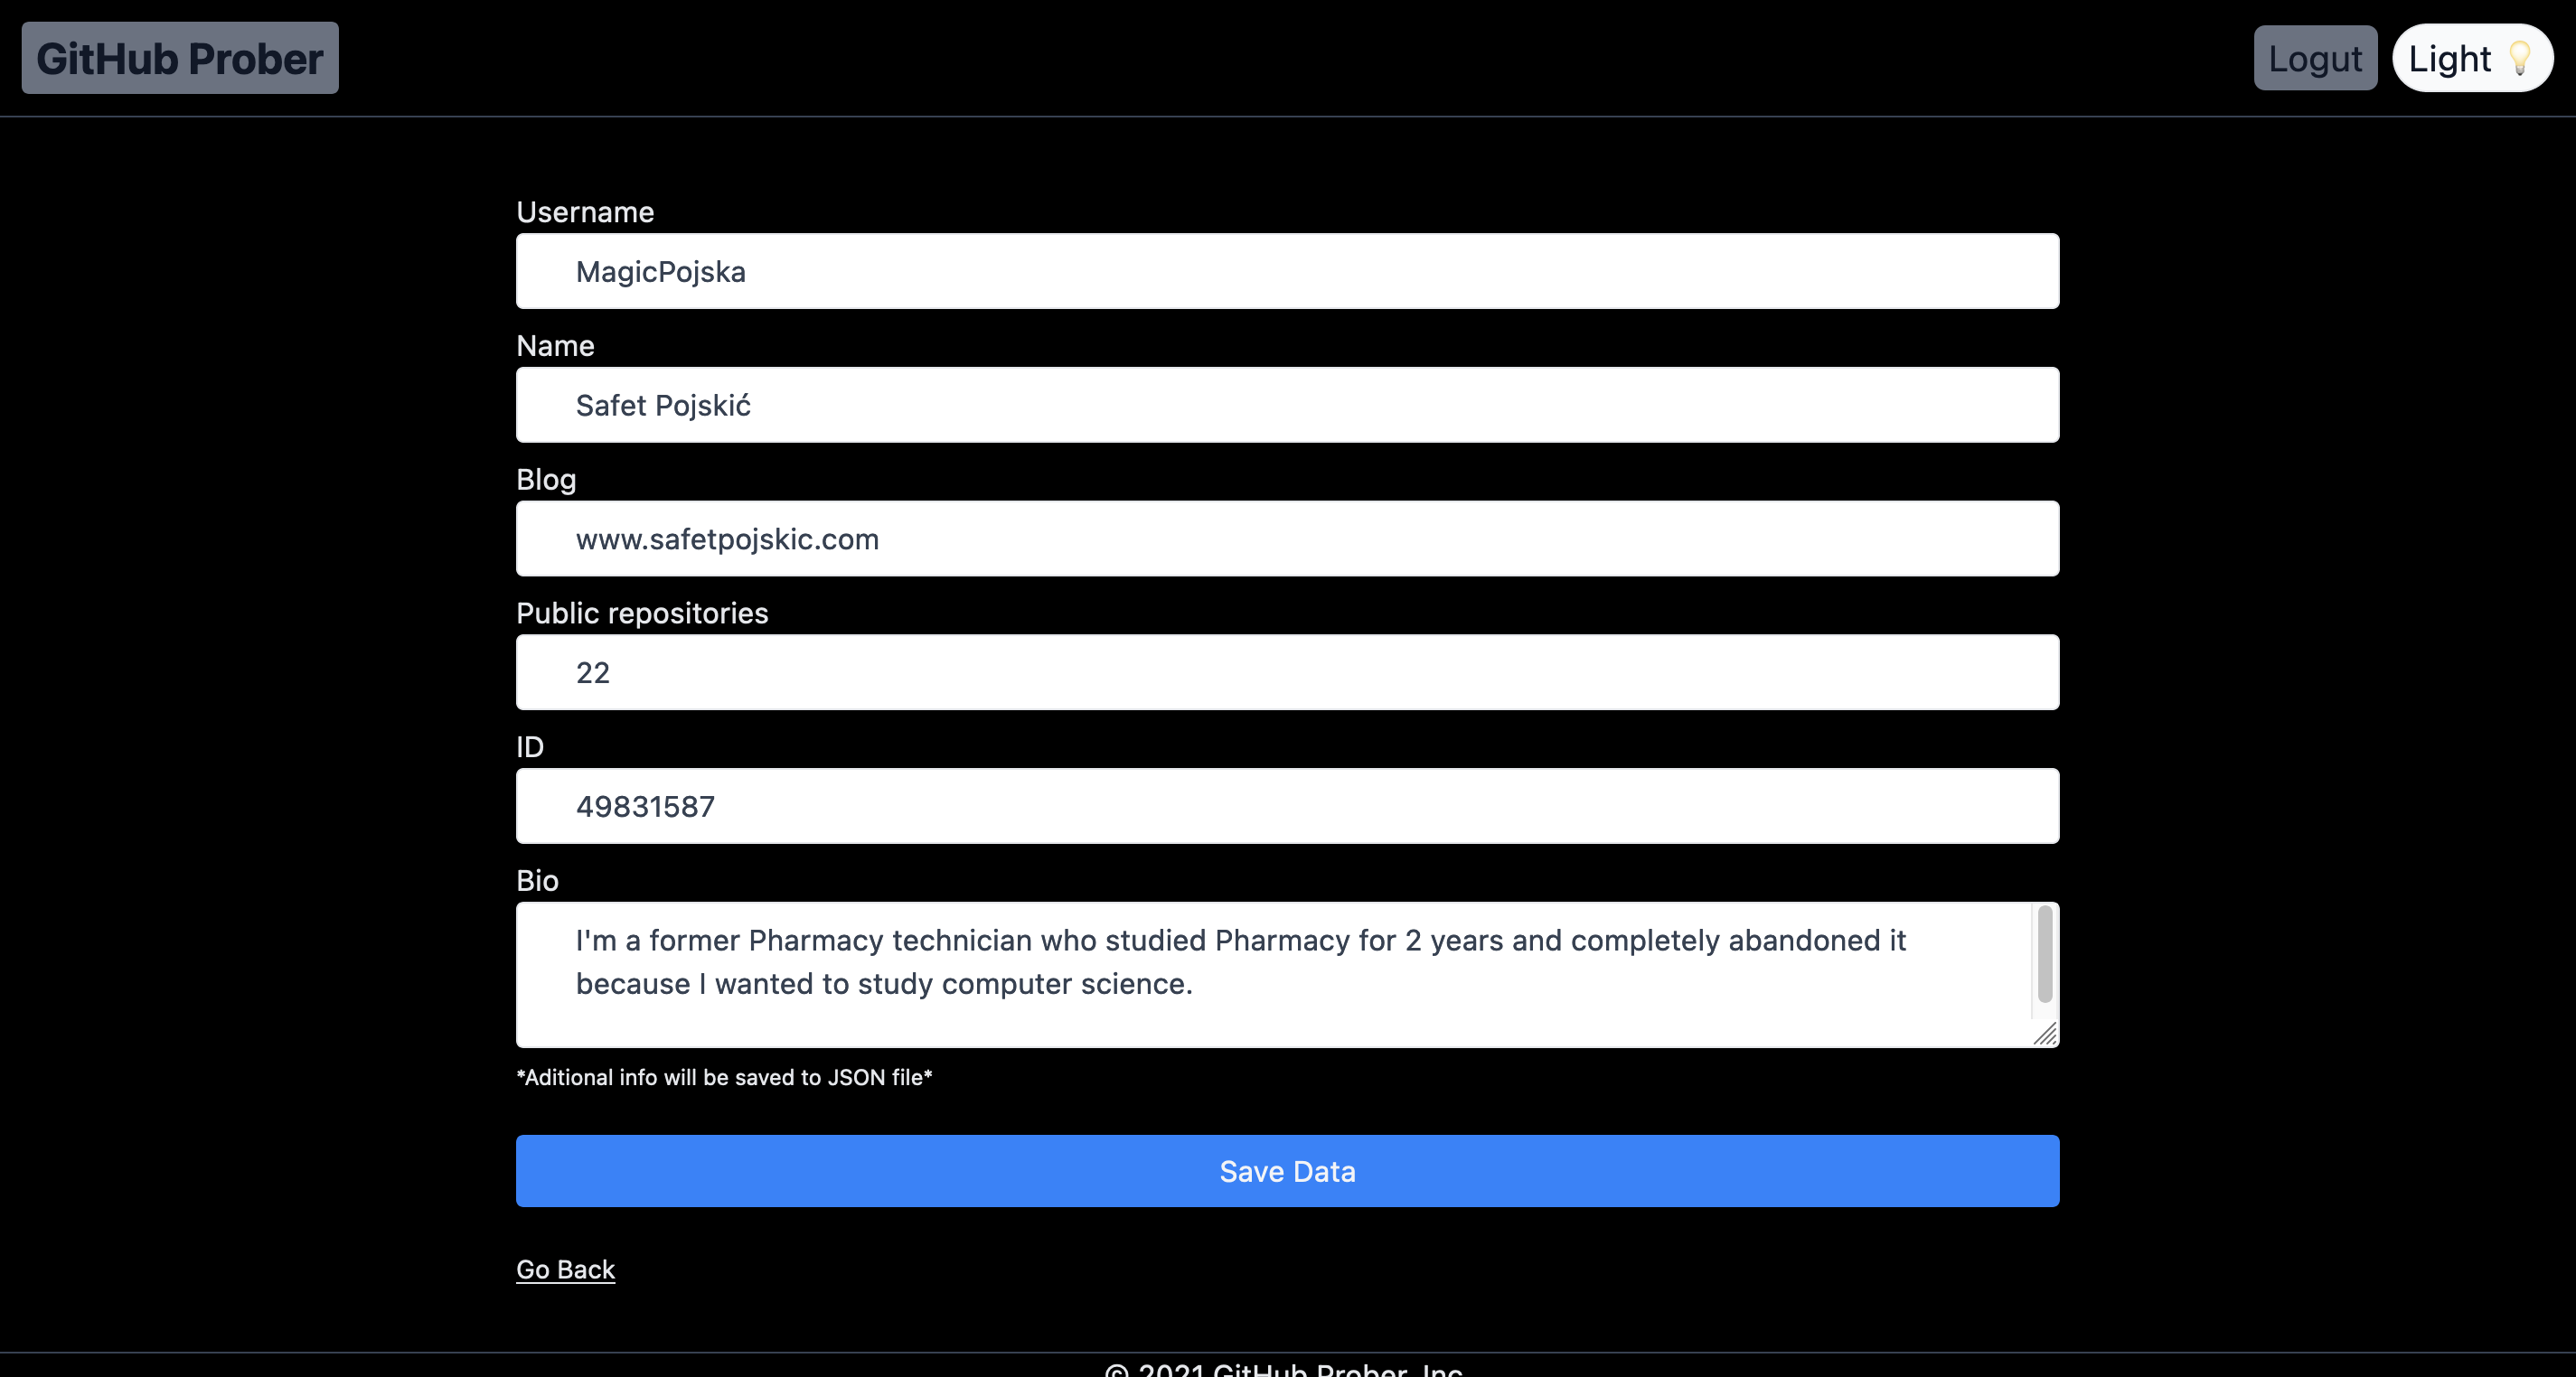 GitHub Prober
Logut
Light 💡
Username
MagicPojska
Name
Safet Pojskić
Blog
www.safetpojskic.com
Public repositories
22
ID
49831587
Bio
I'm a former Pharmacy technician who studied Pharmacy for 2 years and completely abandoned it
because I wanted to study computer science.
*Aditional info will be saved to JSON file*
Save Data
Go Back
© 2021 GitHub Prober, Inc